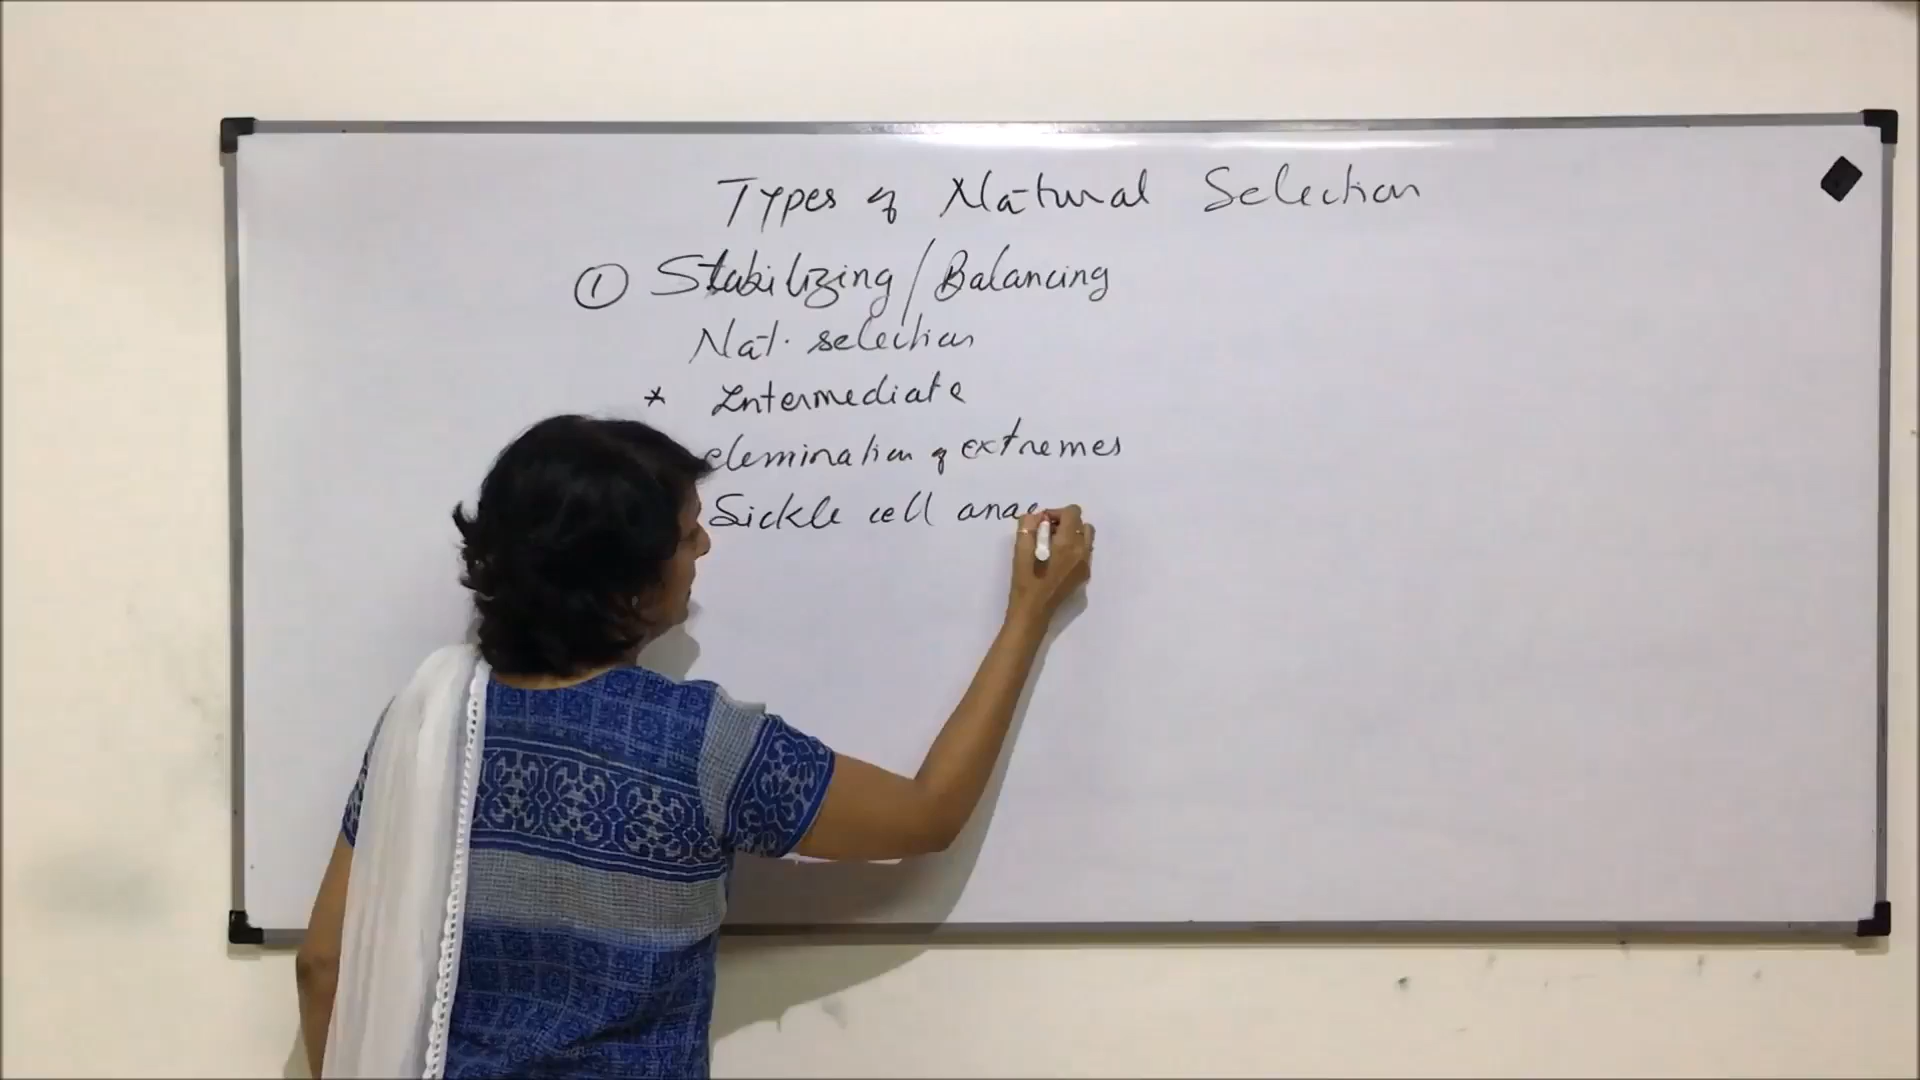 Types of Natural Selection
① Stabilizing/Balancing
Nat. selection
* Intermediate
elemination of extremes
Sickle cell anae